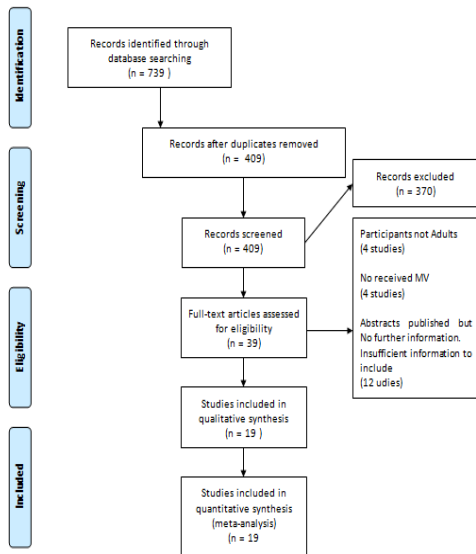 Identification
Records identified through
database searching
(n = 739 )
Records after duplicates removed
(n = 409)
Screening
Records excluded
(n = 370)
Records screened
(n = 409)
Participants not Adults
(4 studies)
No received MV
(4 studies)
Abstracts published but
No further information.
Insufficient information to
include
(12 udies)
Eligibility
Full-text articles assessed
for eligibility
(n = 39)
Studies included in
qualitative synthesis
(n = 19 )
Included
Studies included in
quantitative synthesis
(meta-analysis)
n = 19